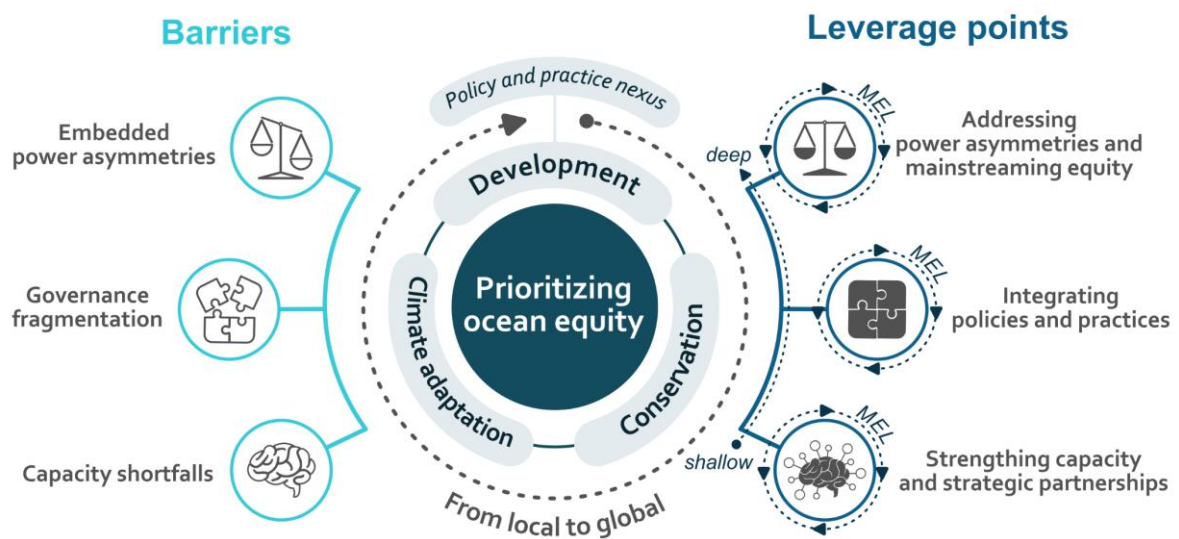 Barriers
Leverage points
Policy and practice nexus
Embedded
power asymmetries
Governance
fragmentation
Capacity shortfalls
Development
Climate adaptation
Conservation
Prioritizing
ocean equity
From local to global
deep
shallow
MEL
Addressing
power asymmetries and
mainstreaming equity
MEL
Integrating
policies and practices
MEL
Strengthing capacity
and strategic partnerships